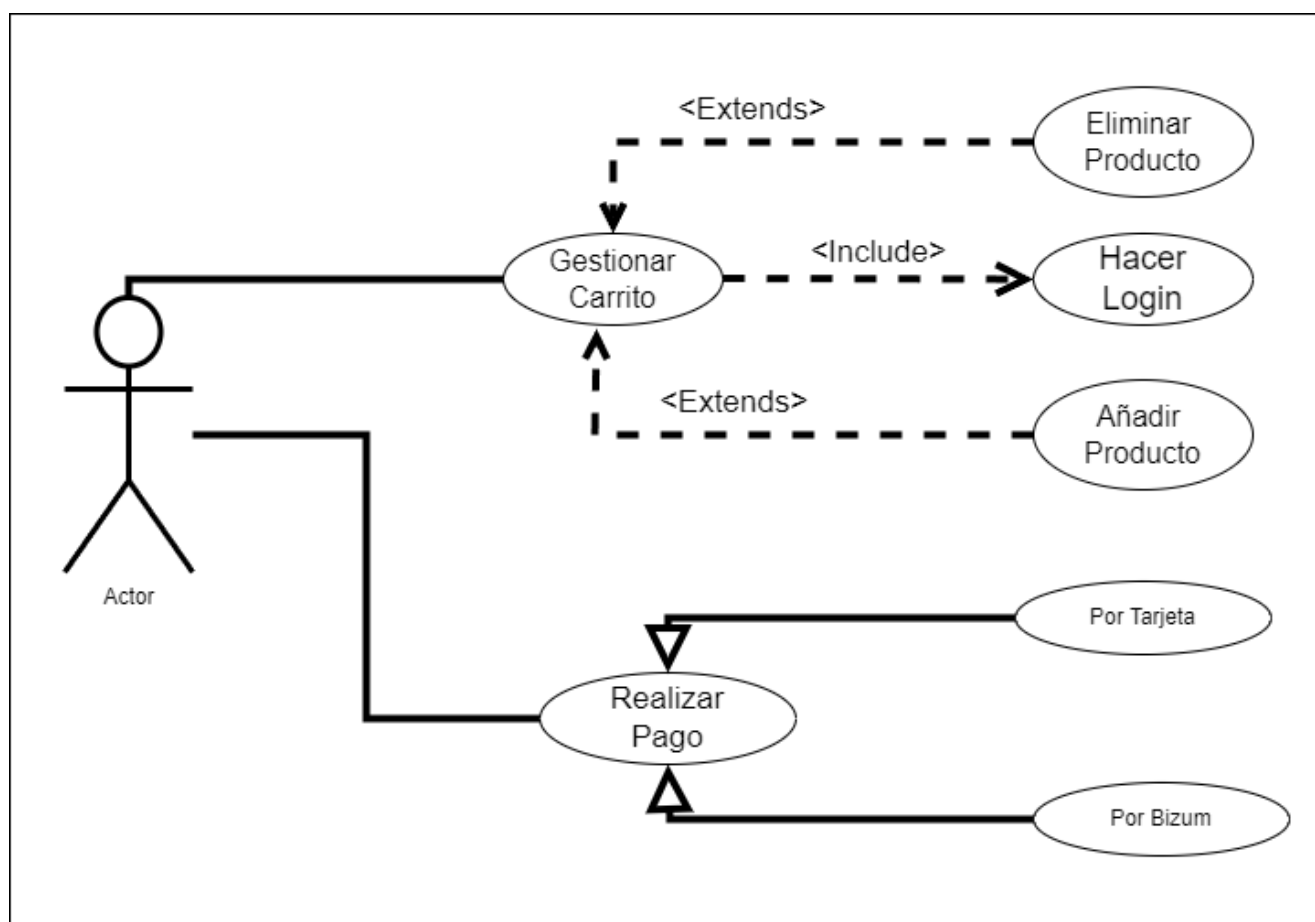 <Extends>
Eliminar
Producto
Gestionar
Carrito
<Include>
Hacer
Login
<Extends>
Añadir
Producto
Actor
Por Tarjeta
Realizar
Pago
Por Bizum